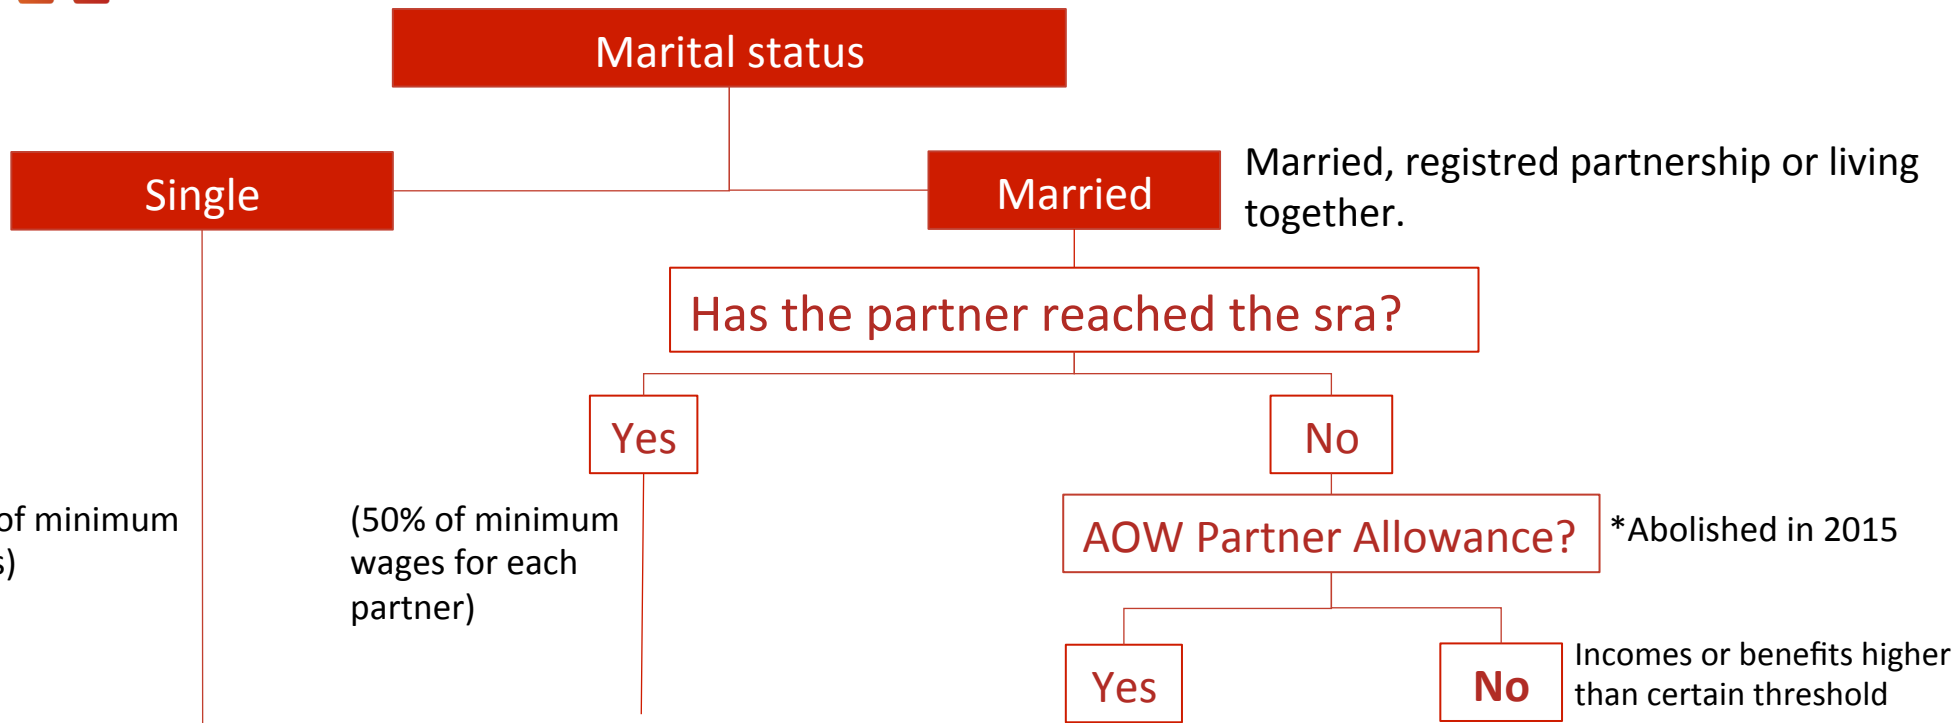 Marital status
Single
Married
Married, registred partnership or living
together.
Has the partner reached the sra?
Yes
No
of minimum
(50% of minimum
wages for each
partner)
AOW Partner Allowance?
*Abolished in 2015
Yes
No
Incomes or benefits higher
than certain threshold